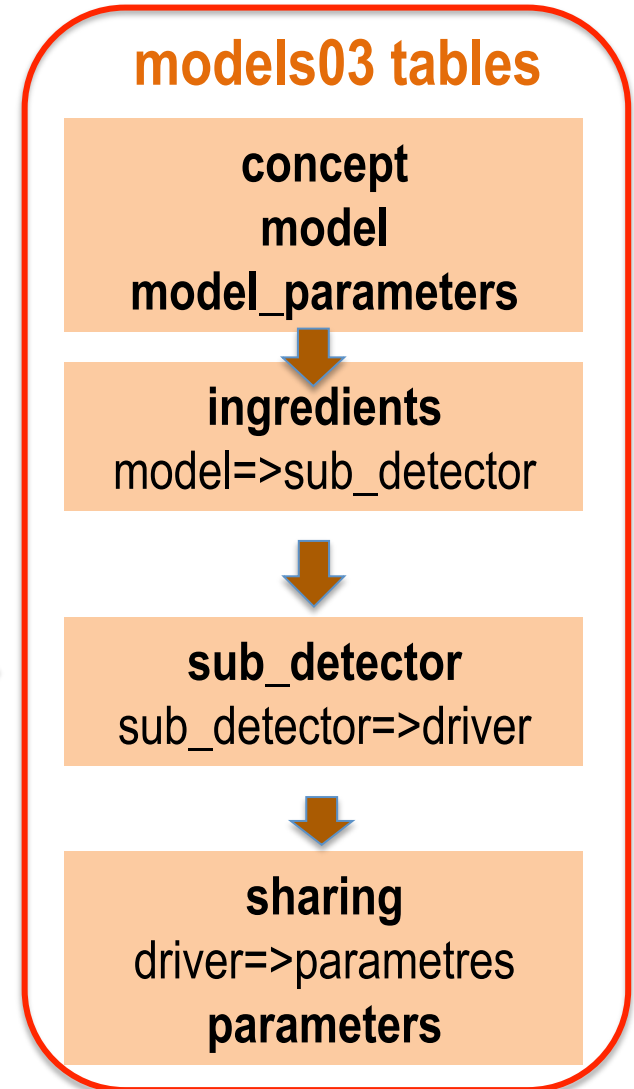 models03 tables
concept
model
model_parameters
ingredients
model=>sub_detector
sub_detector
sub_detector=>driver
sharing
driver=>parametres
parameters